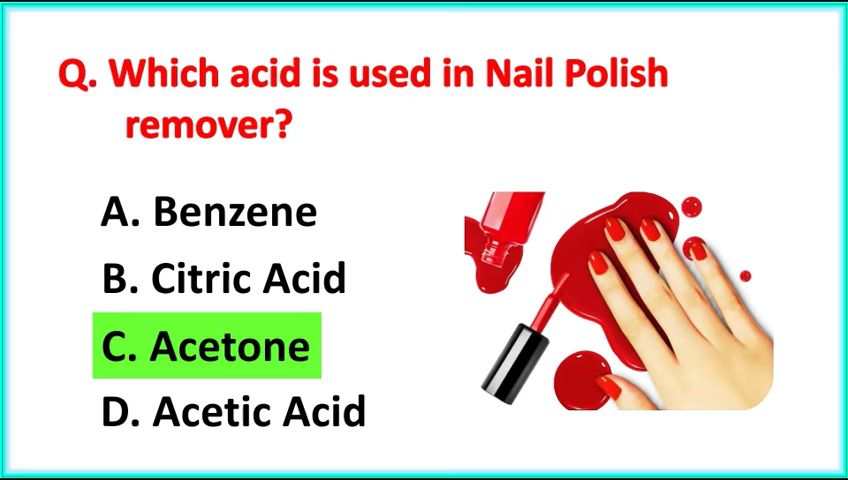 Q. Which acid is used in Nail Polish
remover?
A. Benzene
B. Citric Acid
C. Acetone
D. Acetic Acid